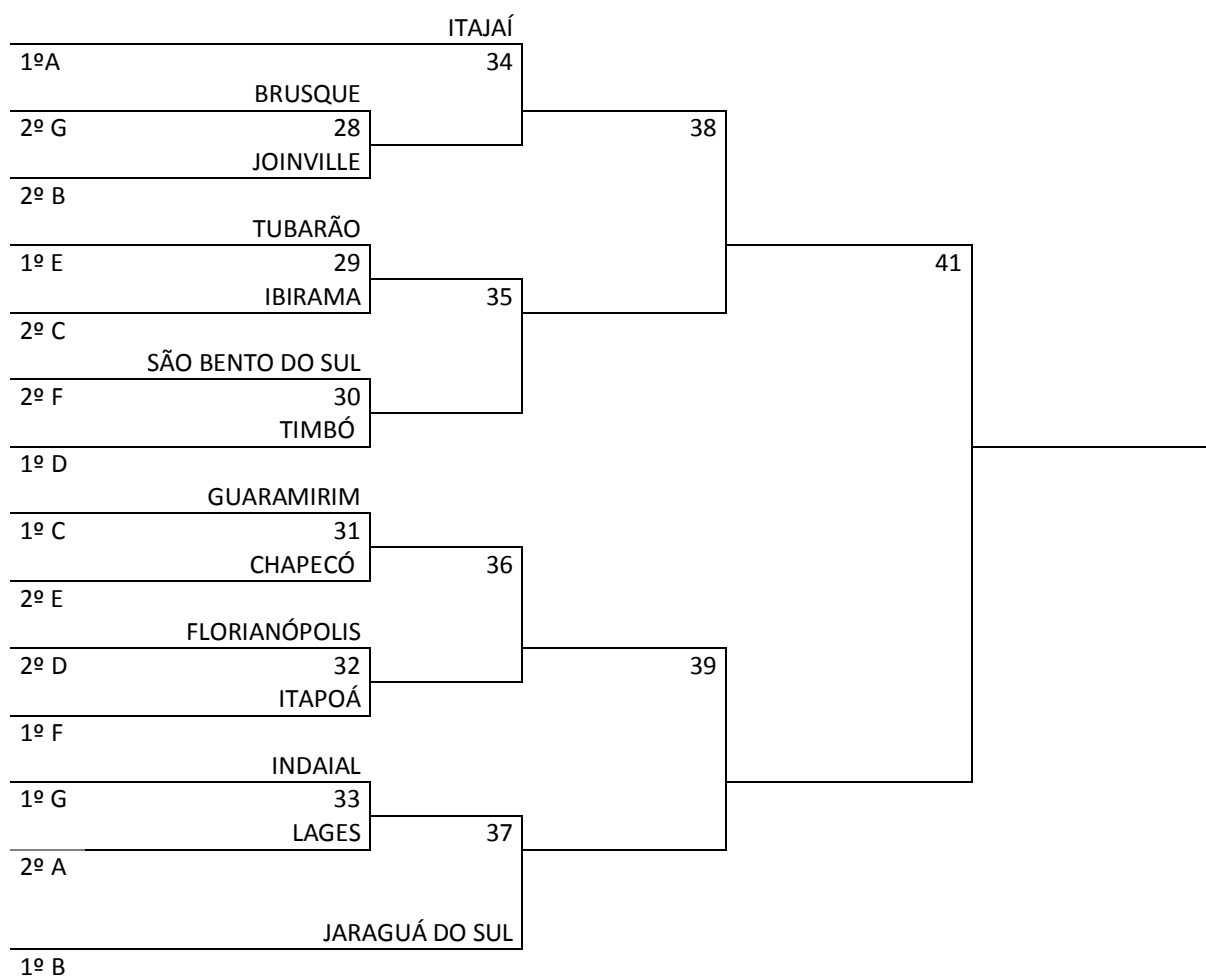 ITAJAÍ
1ºA 34
BRUSQUE
2º G 28 38
JOINVILLE
2º B
TUBARÃO
1º E 29 41
IBIRAMA 35
2º C
SÃO BENTO DO SUL
2º F 30
TIMBÓ
1º D
GUARAMIRIM
1º C 31
CHAPECÓ 36
2º E
FLORIANÓPOLIS
2º D 32 39
ITAPOÁ
1º F
INDAIAL
1º G 33
LAGES 37
2º A
JARAGUÁ DO SUL
1º B